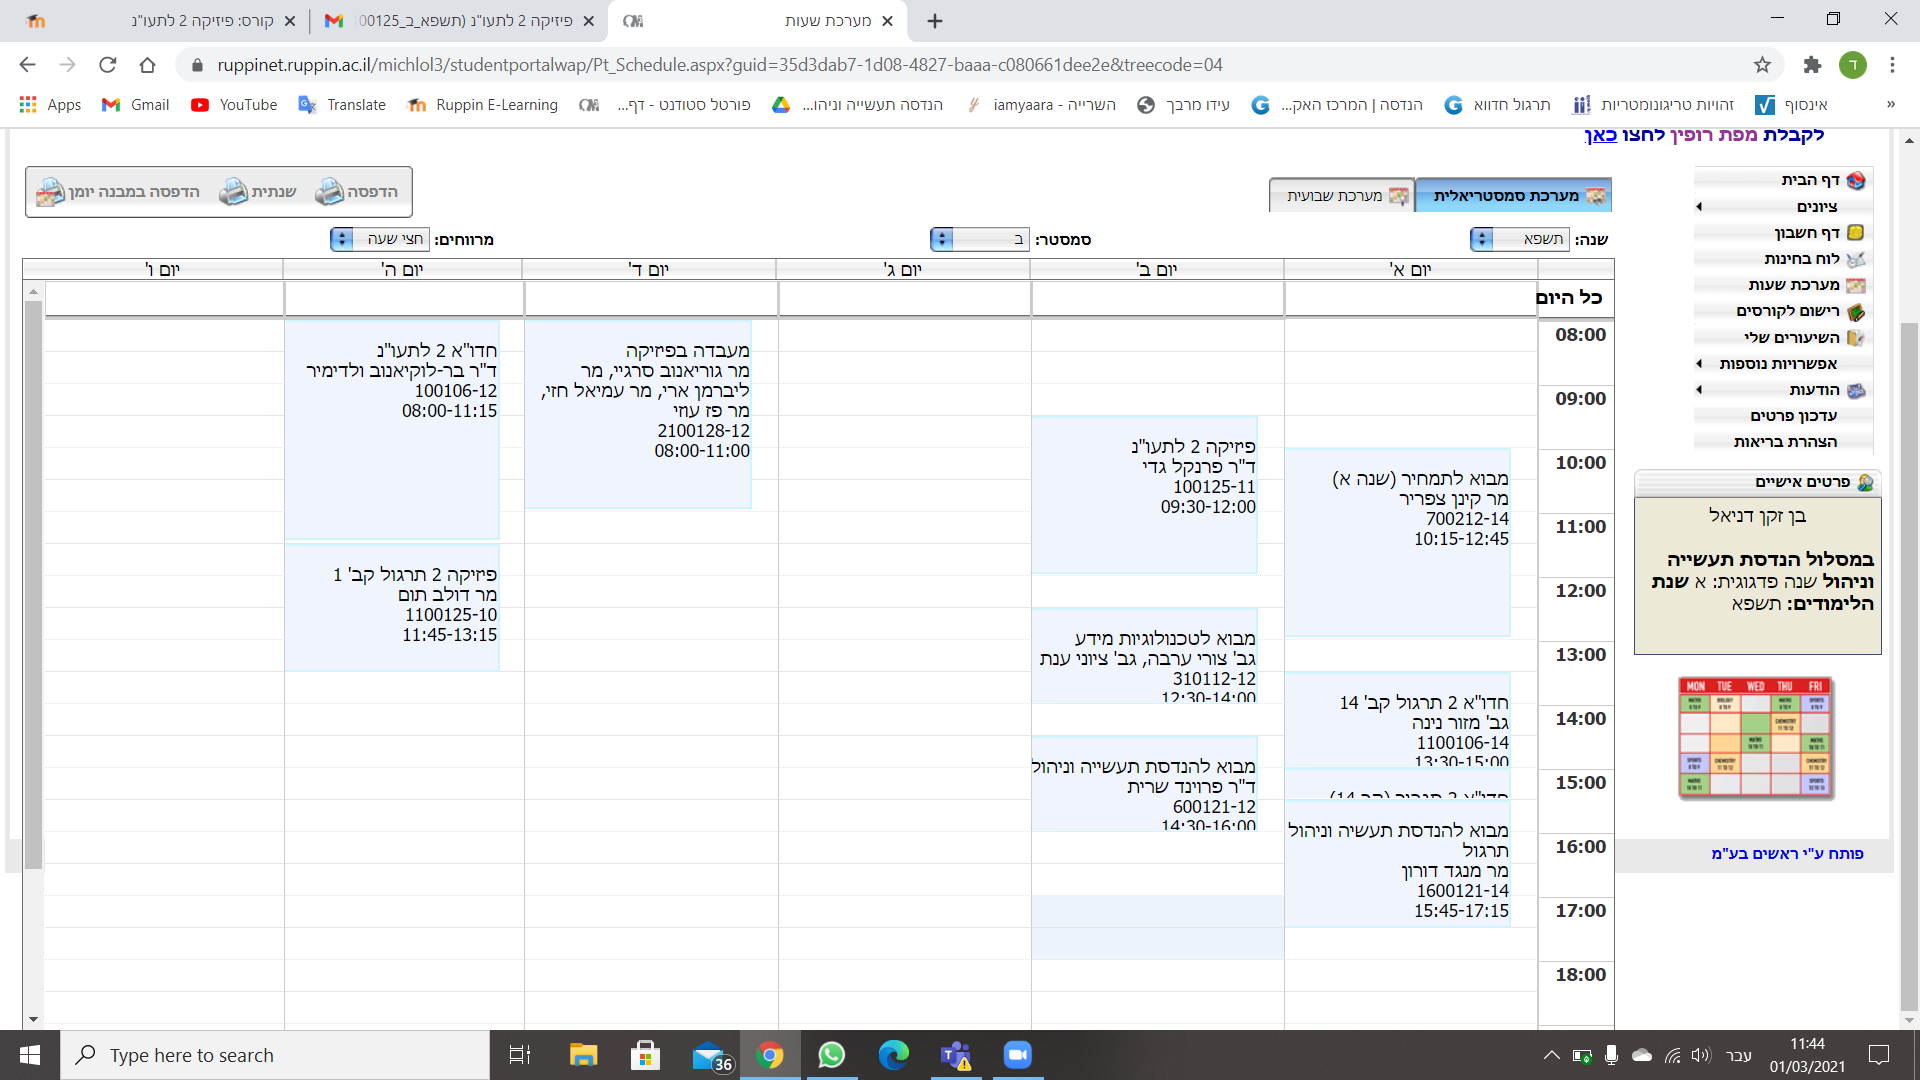 קורס: פיזיקה 2 לתעו"נ
פיזיקה 2 לתעו"נ (תשפא_ב_100125
מערכת שעות
ruppinet.ruppin.ac.il/michlol3/studentportalwap/Pt_Schedule.aspx?guid=35d3dab7-1d08-4827-baaa-c080661dee2e&treecode=04
ד
Apps
Gmail
YouTube
Translate
Ruppin E-Learning
פורטל סטודנט - דף...
הנדסה תעשייה וניהו...
השרייה - iamyaara
עידו מרבך
הנדסה | המרכז האק...
תרגול חדווא
זהויות טריגונומטריות
אינסוף
»
לקבלת מפת רופין לחצו כאן
דף הבית
ציונים
דף חשבון
לוח בחינות
מערכת שעות
רישום לקורסים
השיעורים שלי
אפשרויות נוספות
הודעות
עדכון פרטים
הצהרת בריאות
פרטים אישיים
בן זקן דניאל
במסלול הנדסת תעשייה
וניהול שנה פדגוגית: א שנת
הלימודים: תשפא
MON TUE WED THU FRI
פותח ע"י ראשים בע"מ
מערכת סמסטריאלית
מערכת שבועית
הדפסה
שנתית
הדפסה במבנה יומן
שנה: תשפא
סמסטר: ב
מרווחים: חצי שעה
יום א'
יום ב'
יום ג'
יום ד'
יום ה'
יום ו'
כל היום
08:00
09:00
10:00
11:00
12:00
13:00
14:00
15:00
16:00
17:00
18:00
מבוא לתמחיר (שנה א)
מר קינן צפריר
700212-14
10:15-12:45
חדו"א 2 תרגול קב' 14
גב' מזור נינה
1100106-14
13:30-15:00
חדו"א 2 תגבור (קב 14)
מבוא להנדסת תעשיה וניהול
תרגול
מר מנגד דורון
1600121-14
15:45-17:15
פיזיקה 2 לתעו"נ
ד"ר פרנקל גדי
100125-11
09:30-12:00
מבוא לטכנולוגיות מידע
גב' צורי ערבה, גב' ציוני ענת
310112-12
12:30-14:00
מבוא להנדסת תעשייה וניהול
ד"ר פרוינד שרית
600121-12
14:30-16:00
מעבדה בפיזיקה
מר גוריאנוב סרגיי, מר
ליברמן ארי, מר עמיאל חזי,
מר פז עוזי
2100128-12
08:00-11:00
חדו"א 2 לתעו"נ
ד"ר בר-לוקיאנוב ולדימיר
100106-12
08:00-11:15
פיזיקה 2 תרגול קב' 1
מר דולב תום
1100125-10
11:45-13:15
Type here to search
36
עבר
11:44
01/03/2021